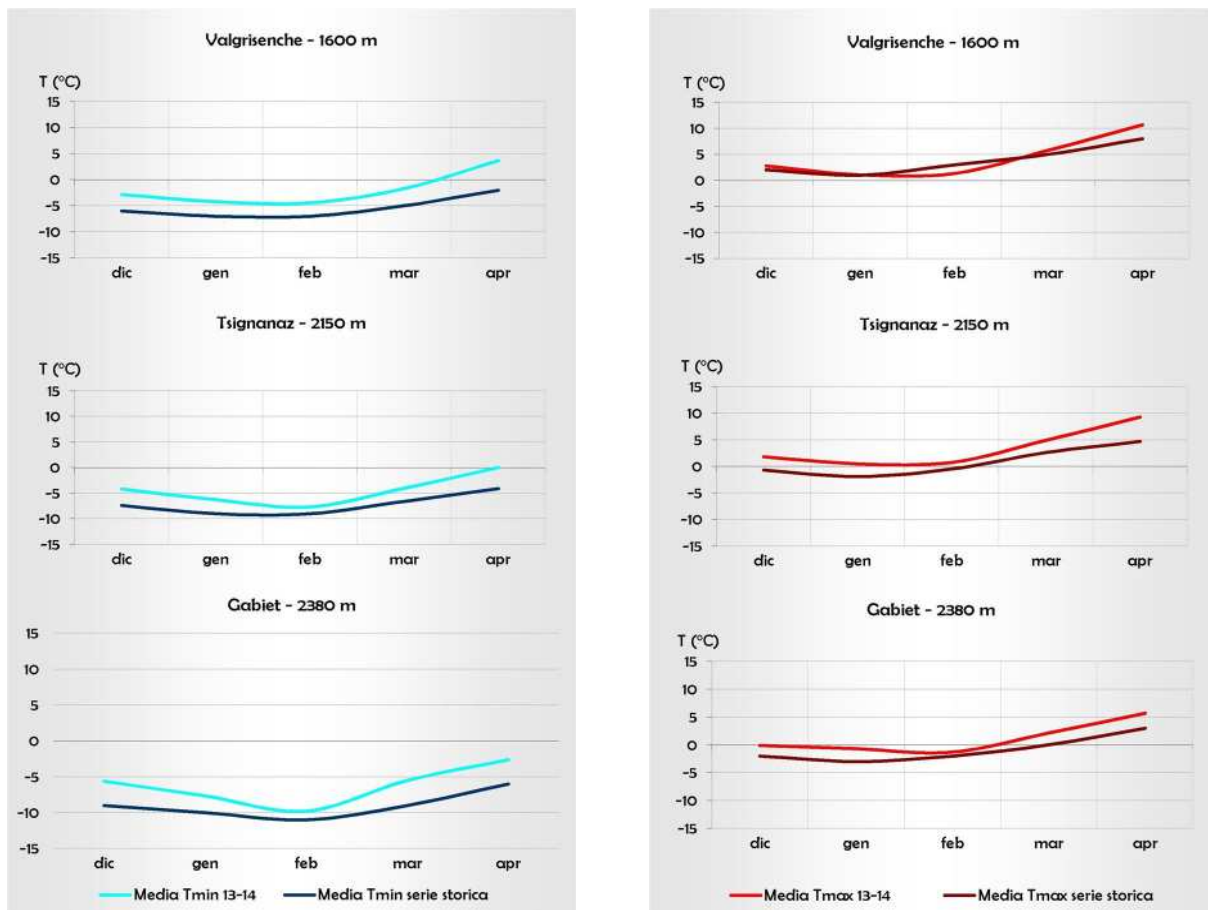 Valgrisenche - 1600 m
T (°C)
15
10
5
0
-5
-10
-15
dic gen feb mar apr
Tsignanaz - 2150 m
T (°C)
15
10
5
0
-5
-10
-15
dic gen feb mar apr
Gabiet - 2380 m
15
10
5
0
-5
-10
-15
dic gen feb mar apr
Media Tmin 13-14 Media Tmin serie storica
Valgrisenche - 1600 m
T (°C)
15
10
5
0
-5
-10
-15
dic gen feb mar apr
Tsignanaz - 2150 m
T (°C)
15
10
5
0
-5
-10
-15
dic gen feb mar apr
Gabiet - 2380 m
T (°C)
15
10
5
0
-5
-10
-15
dic gen feb mar apr
Media Tmax 13-14 Media Tmax serie storica